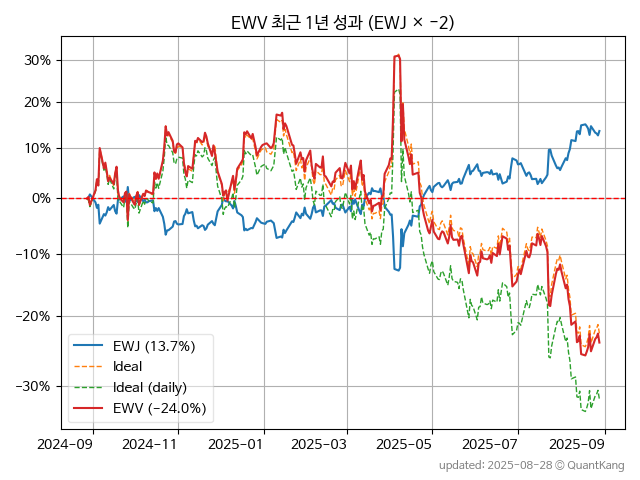 EWV 최근 1년 성과 (EWJ × −2)
30%
20%
10%
0%
−10%
−20%
−30%
EWJ (13.7%)
Ideal
Ideal (daily)
EWV (−24.0%)
2024-09
2024-11
2025-01
2025-03
2025-05
2025-07
2025-09
updated: 2025-08-28 ⓒ QuantKang